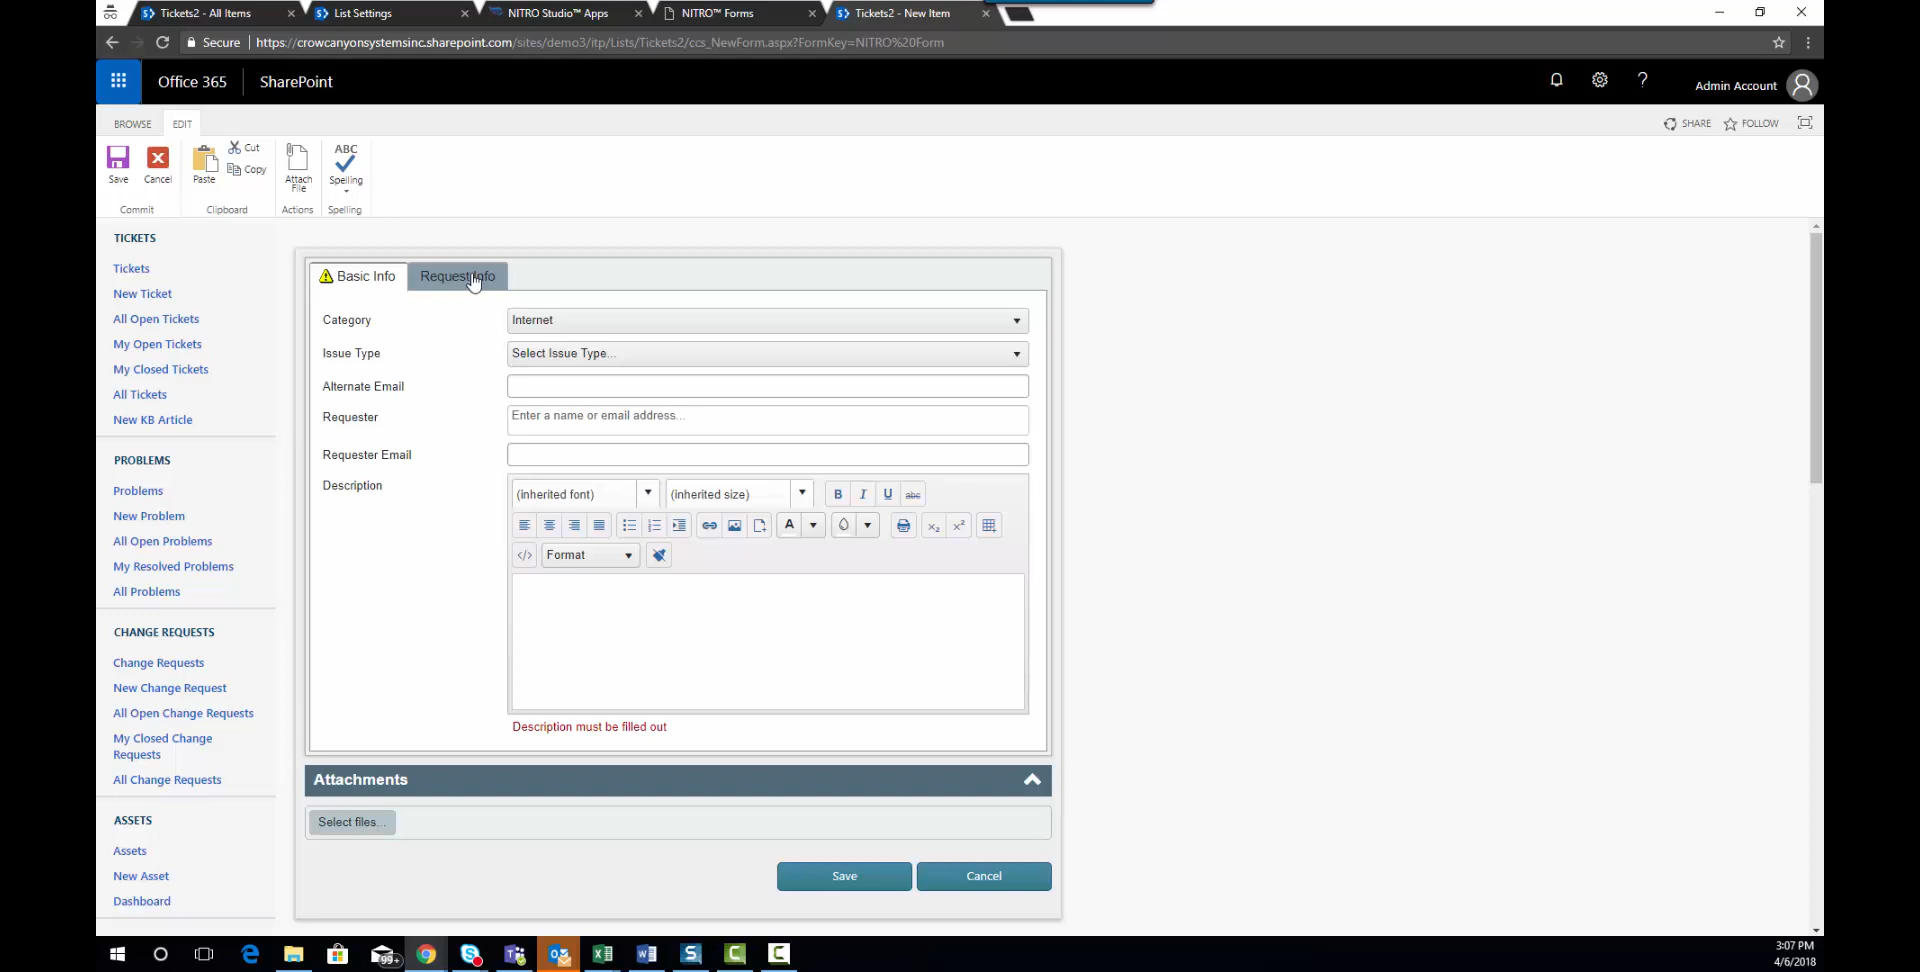 Tickets2 - All Items
List Settings
NITRO Studio™ Apps
NITRO™ Forms
Tickets2 - New Item
Secure https://crowcanyonsystemsinc.sharepoint.com/sites/demo3/itp/Lists/Tickets2/ccs_NewForm.aspx?FormKey=NITRO%20Form
Office 365 SharePoint
? Admin Account
BROWSE EDIT
SHARE FOLLOW
Save Cancel Paste Cut Copy Attach File ABC Spelling
Commit Clipboard Actions Spelling
TICKETS
Tickets
New Ticket
All Open Tickets
My Open Tickets
My Closed Tickets
All Tickets
New KB Article
PROBLEMS
Problems
New Problem
All Open Problems
My Resolved Problems
All Problems
CHANGE REQUESTS
Change Requests
New Change Request
All Open Change Requests
My Closed Change
Requests
All Change Requests
ASSETS
Assets
New Asset
Dashboard
Basic Info Request Info
Category Internet
Issue Type Select Issue Type...
Alternate Email
Requester Enter a name or email address...
Requester Email
Description
(inherited font) (inherited size) B I U abc
A x₂ x²
</> Format
Description must be filled out
Attachments
Select files...
Save Cancel
99+
3:07 PM
4/6/2018